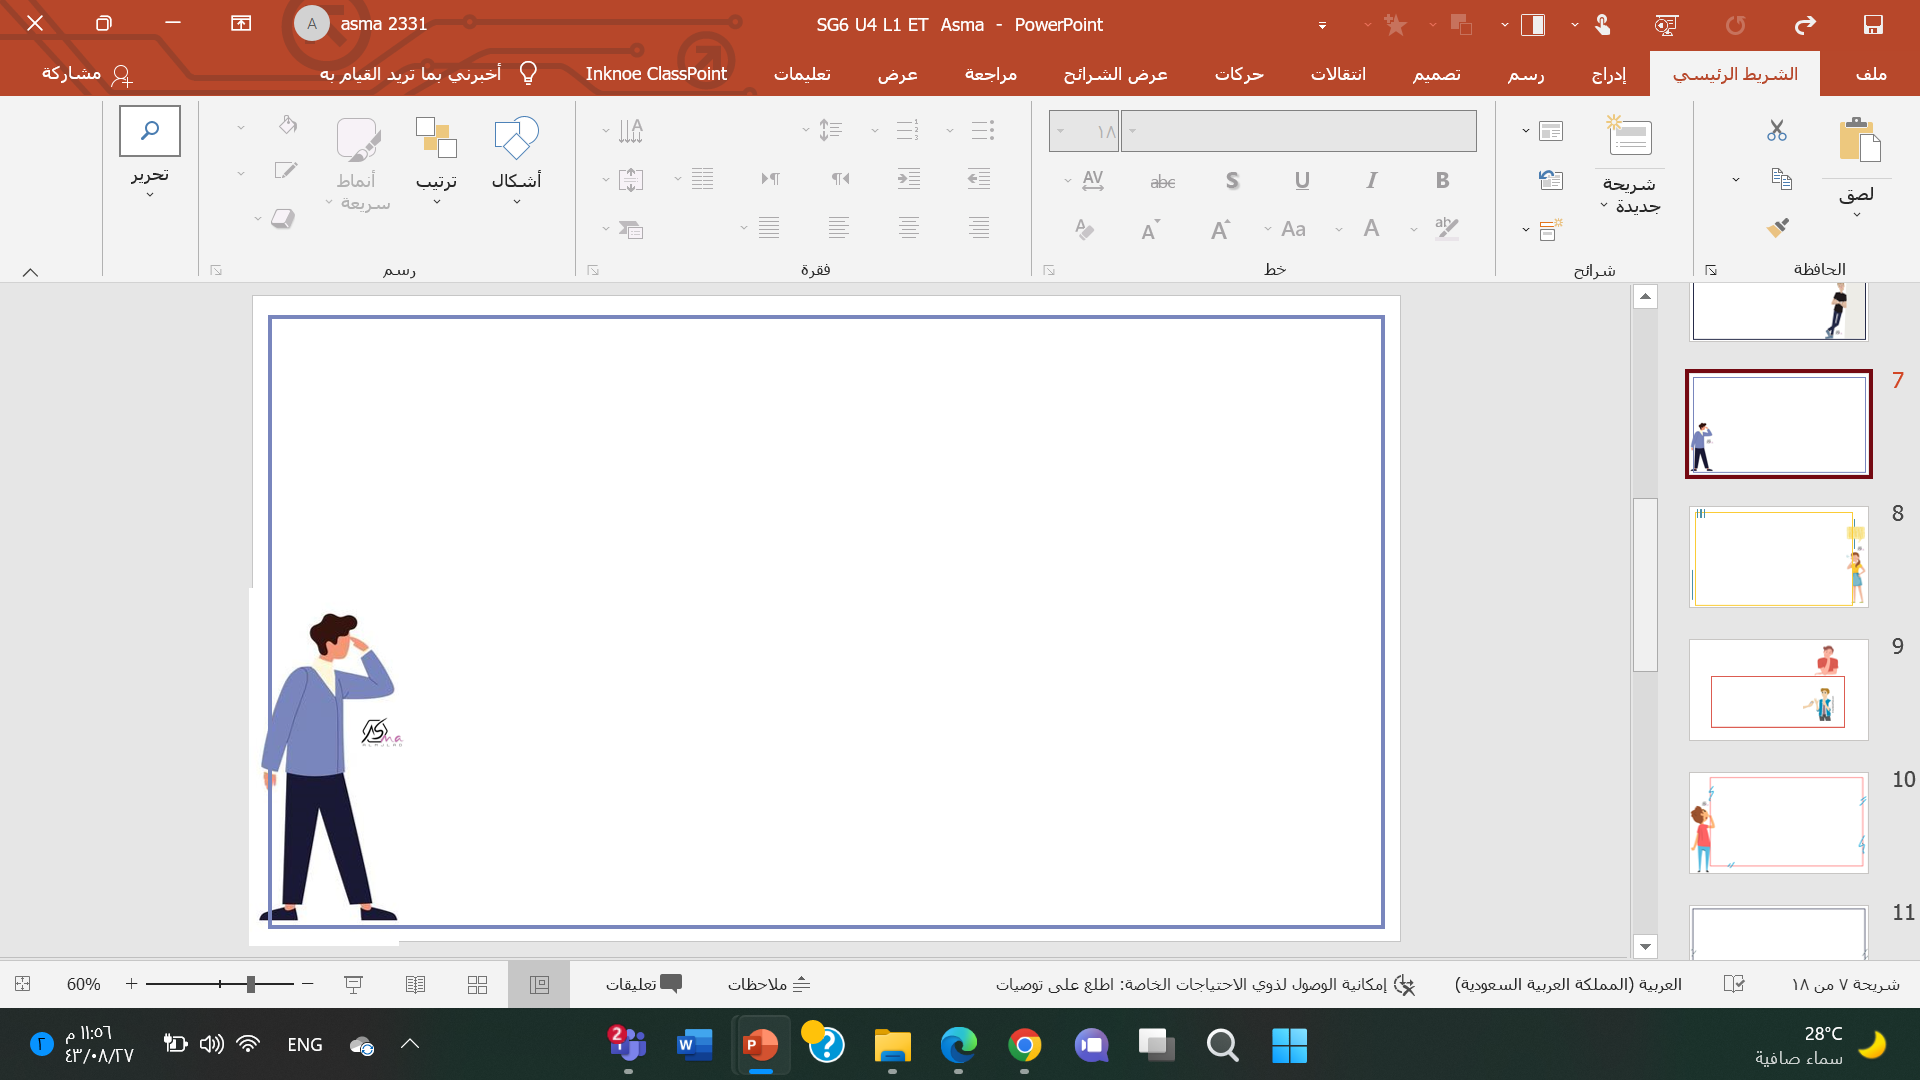 asma 2331
A
SG6 U4 L1 ET Asma - PowerPoint
ملف
الشريط الرئيسي
إدراج
رسم
تصميم
انتقالات
حركات
عرض الشرائح
مراجعة
عرض
تعليمات
Inknoe ClassPoint
أخبرني بما تريد القيام به
مشاركة
لصق
شريحة
جديدة
١٨
أشكال
ترتيب
أنماط
سريعة
تحرير
الحافظة
شرائح
خط
فقرة
رسم
7
8
9
10
11
شريحة ٧ من ١٨
العربية (المملكة العربية السعودية)
إمكانية الوصول لذوي الاحتياجات الخاصة: اطلع على توصيات
ملاحظات
تعليقات
60%
28°C
سماء صافية
2
ENG
١١:٥٦ م
٤٣/٠٨/٢٧
٢